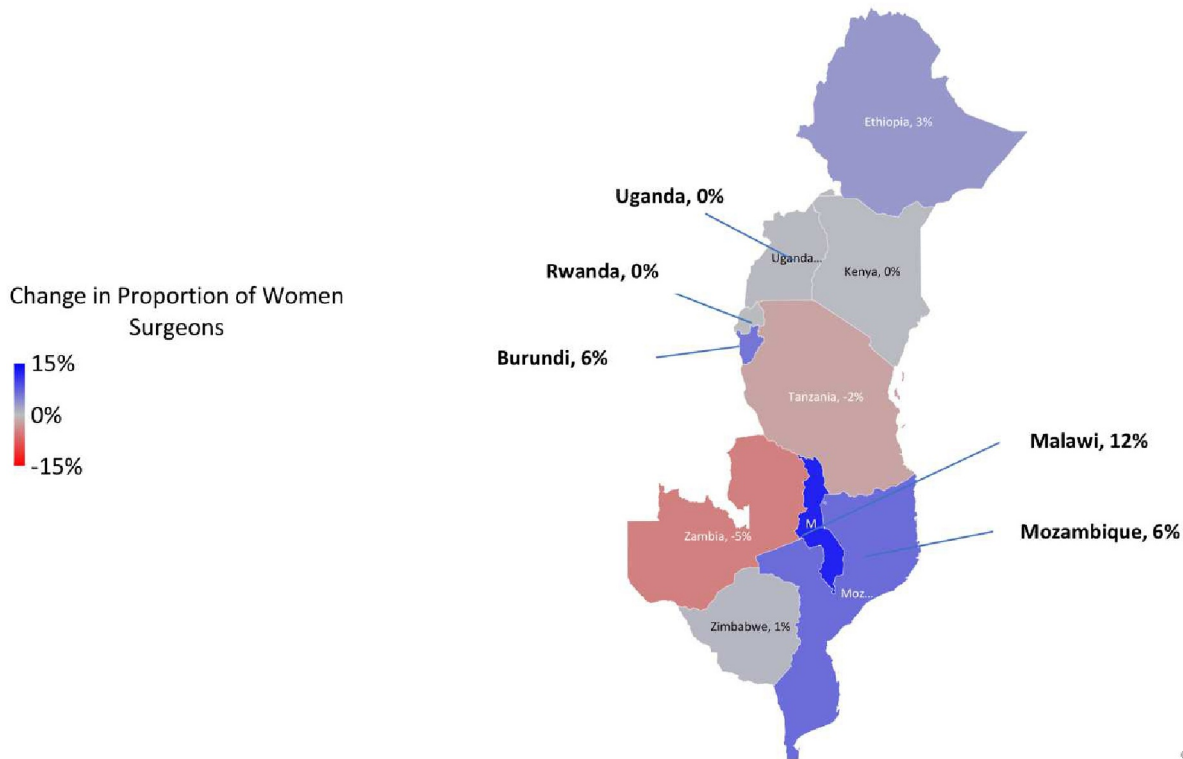 Ethiopia, 3%
Uganda, 0%
Uganda...
Kenya, 0%
Rwanda, 0%
Change in Proportion of Women
Surgeons
Burundi, 6%
15%
0%
-15%
Tanzania, -2%
Malawi, 12%
M
Zambia, -5%
Mozambique, 6%
Moz...
Zimbabwe, 1%